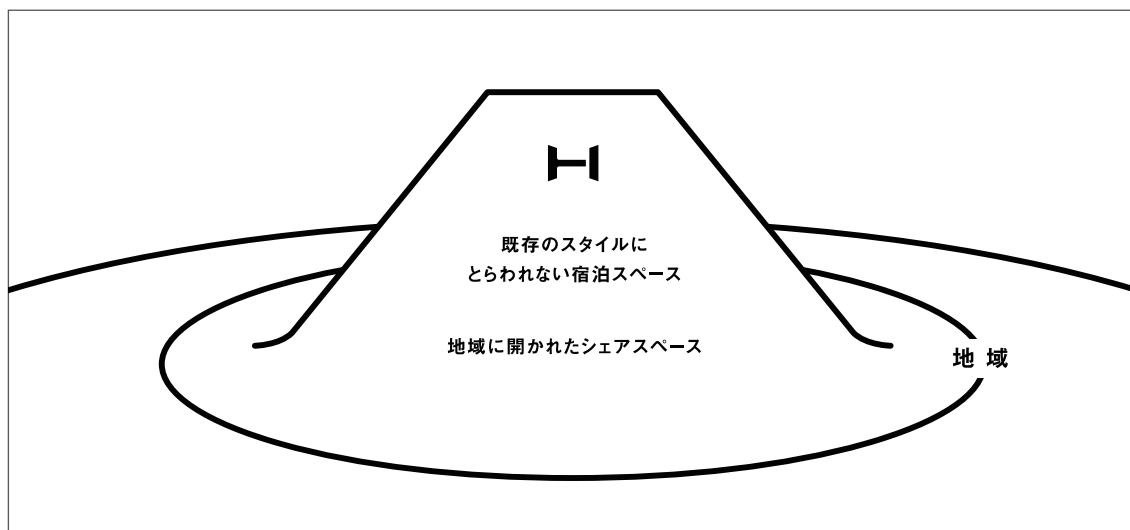 既存のスタイルに
とらわれない宿泊スペース
地域に開かれたシェアスペース
地域